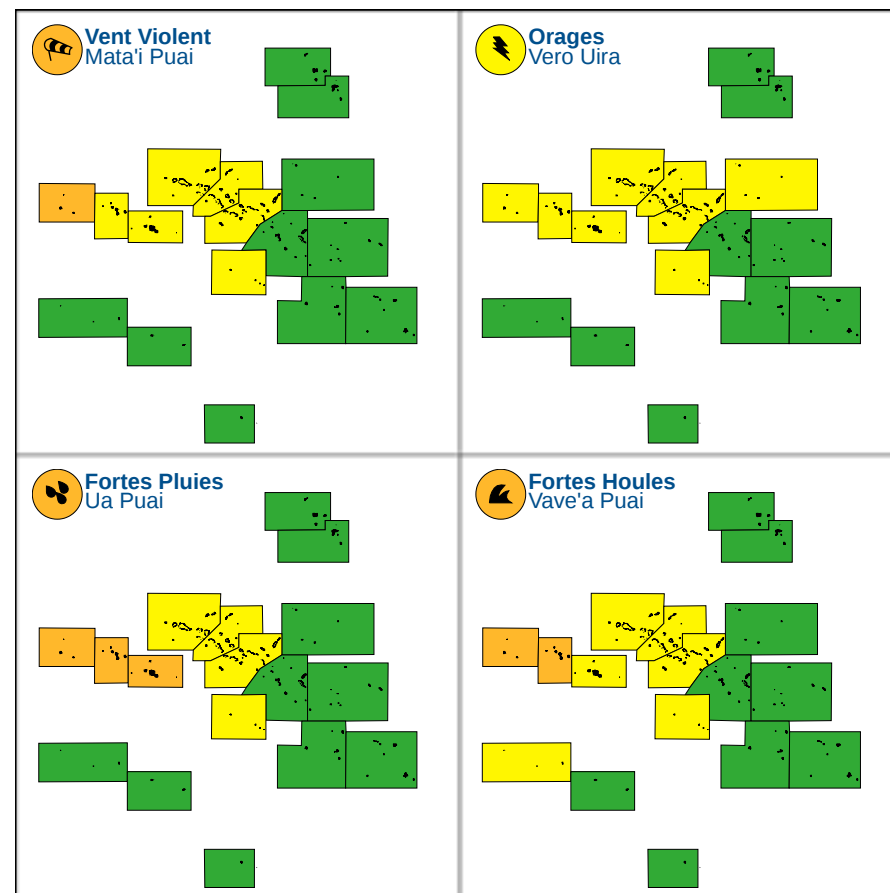 Vent Violent
Mata'i Puai
Orages
Vero Uira
Fortes Pluies
Ua Puai
Fortes Houles
Vave'a Puai